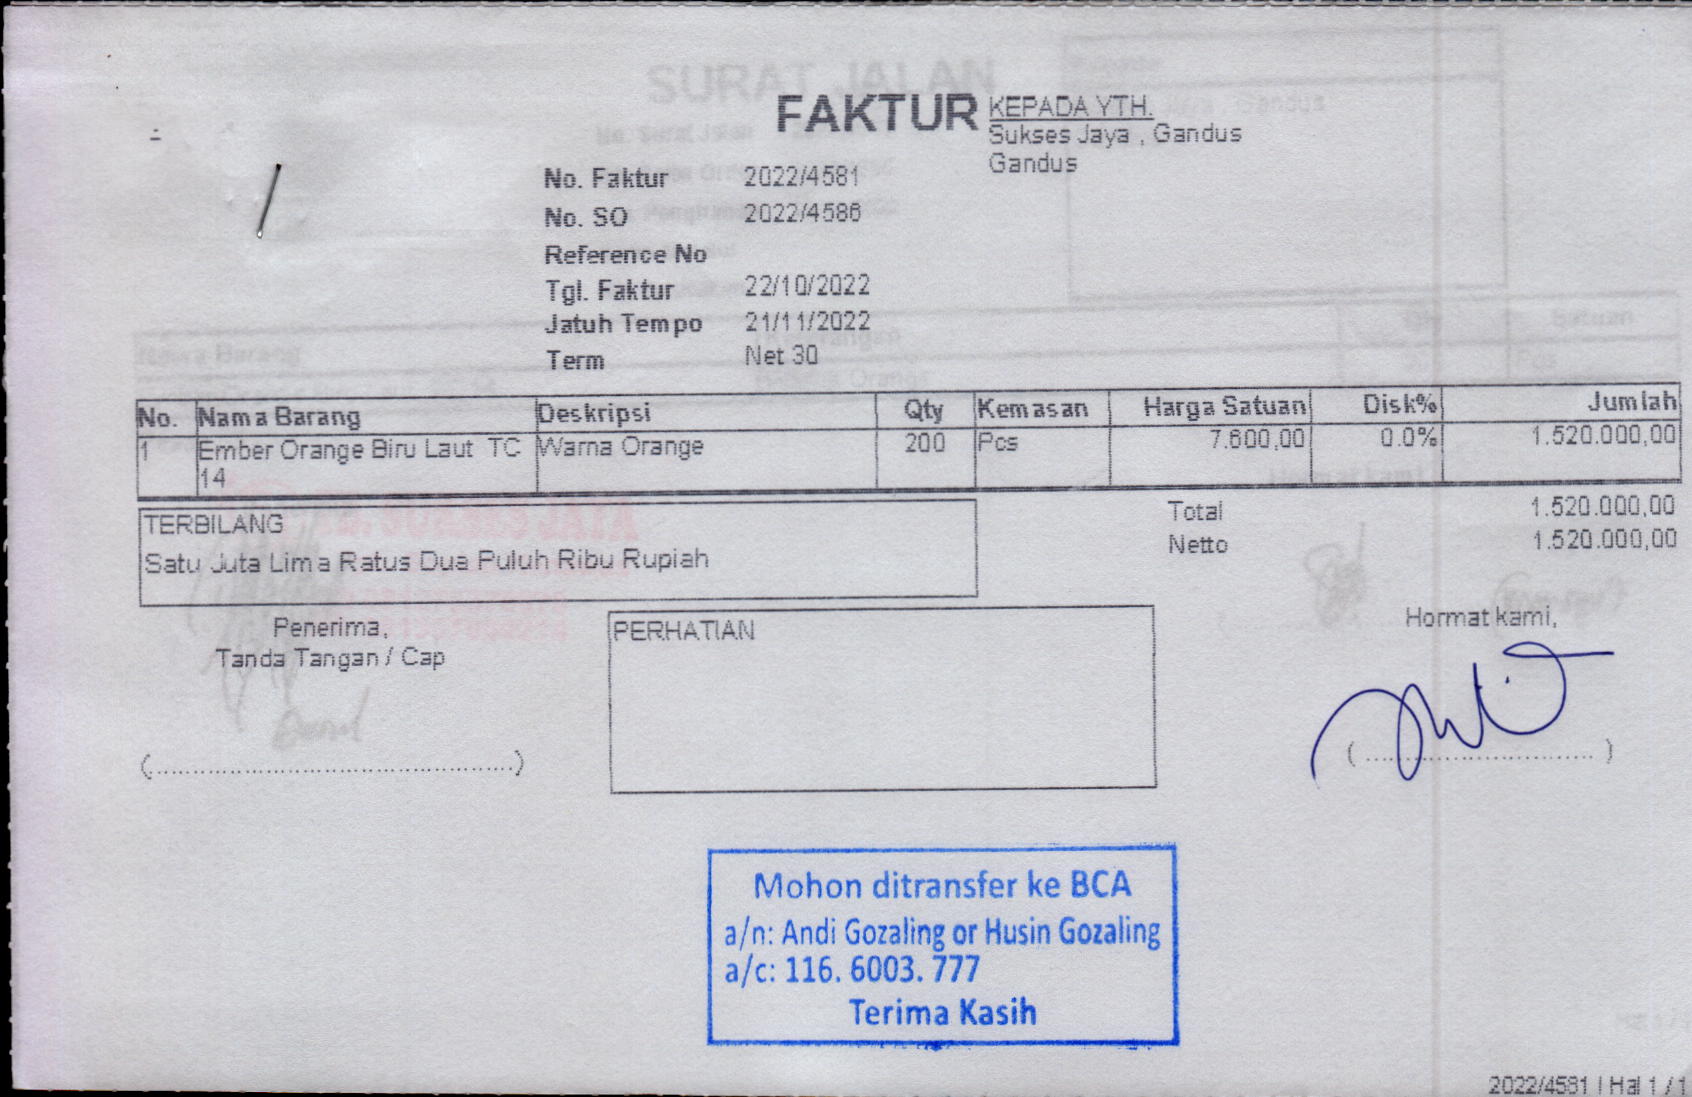 FAKTUR
KEPADA YTH.
Sukses Jaya , Gandus
Gandus
No. Faktur 2022/4581
No. SO 2022/4586
Reference No
Tgl. Faktur 22/10/2022
Jatuh Tempo 21/11/2022
Term Net 30
No. Nama Barang Deskripsi Qty Kemasan Harga Satuan Disk% Jumlah
1 Ember Orange Biru Laut TC Warna Orange 200 Pcs 7.600,00 0.0% 1.520.000,00
14
Total 1.520.000,00
Netto 1.520.000,00
TERBILANG
Satu Juta Lima Ratus Dua Puluh Ribu Rupiah
Penerima,
Tanda Tangan / Cap
PERHATIAN
Hormat kami,
Mohon ditransfer ke BCA
a/n: Andi Gozaling or Husin Gozaling
a/c: 116. 6003. 777
Terima Kasih
2022/4581 | Hal 1 / 1